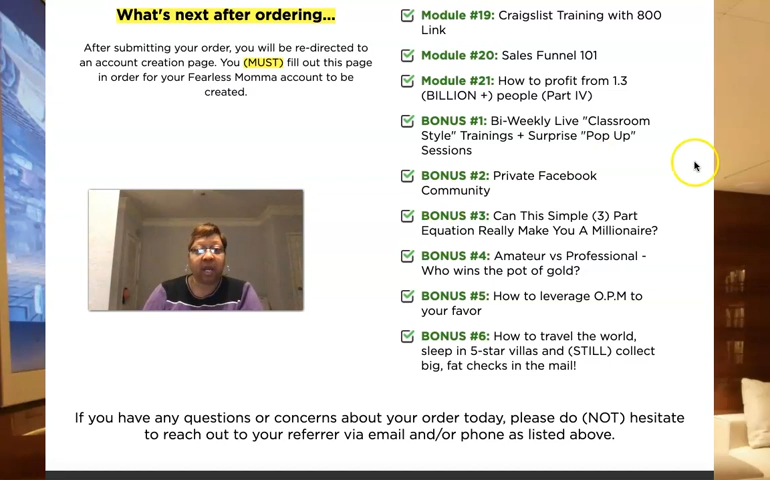 What's next after ordering...
After submitting your order, you will be re-directed to
an account creation page. You (MUST) fill out this page
in order for your Fearless Momma account to be
created.
Module #19: Craigslist Training with 800
Link
Module #20: Sales Funnel 101
Module #21: How to profit from 1.3
(BILLION +) people (Part IV)
BONUS #1: Bi-Weekly Live "Classroom
Style" Trainings + Surprise "Pop Up"
Sessions
BONUS #2: Private Facebook
Community
BONUS #3: Can This Simple (3) Part
Equation Really Make You A Millionaire?
BONUS #4: Amateur vs Professional -
Who wins the pot of gold?
BONUS #5: How to leverage O.P.M to
your favor
BONUS #6: How to travel the world,
sleep in 5-star villas and (STILL) collect
big, fat checks in the mail!
If you have any questions or concerns about your order today, please do (NOT) hesitate
to reach out to your referrer via email and/or phone as listed above.